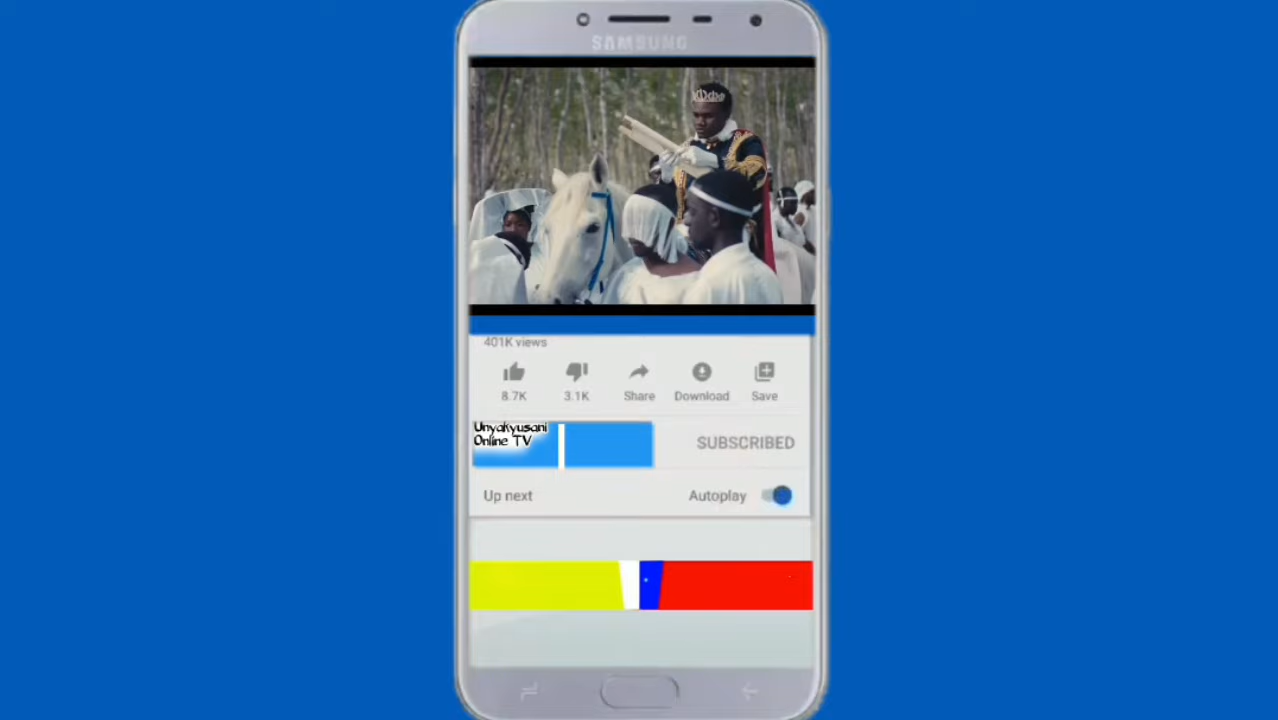 SAMSUNG
401K views
8.7K
3.1K
Share
Download
Save
Unyakyusani
Online TV
SUBSCRIBED
Up next
Autoplay